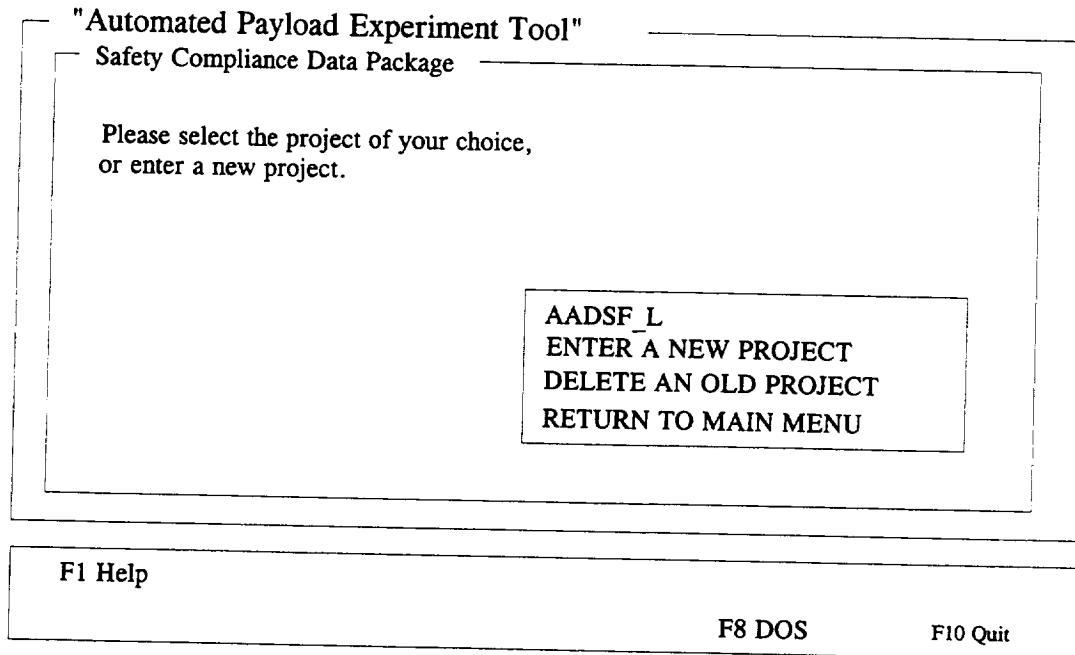 "Automated Payload Experiment Tool"
Safety Compliance Data Package
Please select the project of your choice,
or enter a new project.
AADSF_L
ENTER A NEW PROJECT
DELETE AN OLD PROJECT
RETURN TO MAIN MENU
F1 Help
F8 DOS
F10 Quit